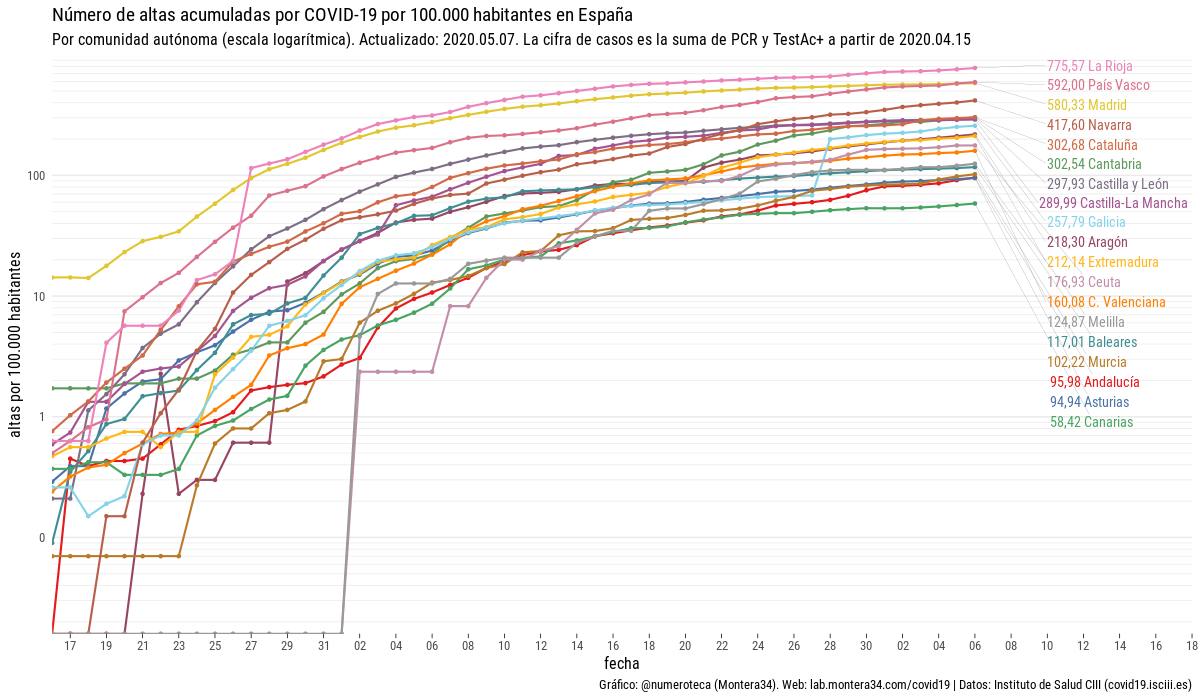 Número de altas acumuladas por COVID-19 por 100.000 habitantes en España
Por comunidad autónoma (escala logarítmica). Actualizado: 2020.05.07. La cifra de casos es la suma de PCR y TestAc+ a partir de 2020.04.15
775,57 La Rioja
592,00 País Vasco
580,33 Madrid
417,60 Navarra
302,68 Cataluña
302,54 Cantabria
297,93 Castilla y León
289,99 Castilla-La Mancha
257,79 Galicia
218,30 Aragón
212,14 Extremadura
176,93 Ceuta
160,08 C. Valenciana
124,87 Melilla
117,01 Baleares
102,22 Murcia
95,98 Andalucía
94,94 Asturias
58,42 Canarias
altas por 100.000 habitantes
100
10
1
0
17 19 21 23 25 27 29 31 02 04 06 08 10 12 14 16 18 20 22 24 26 28 30 02 04 06 08 10 12 14 16 18
fecha
Gráfico: @numeroteca (Montera34). Web: lab.montera34.com/covid19 | Datos: Instituto de Salud CIII (covid19.isciii.es)